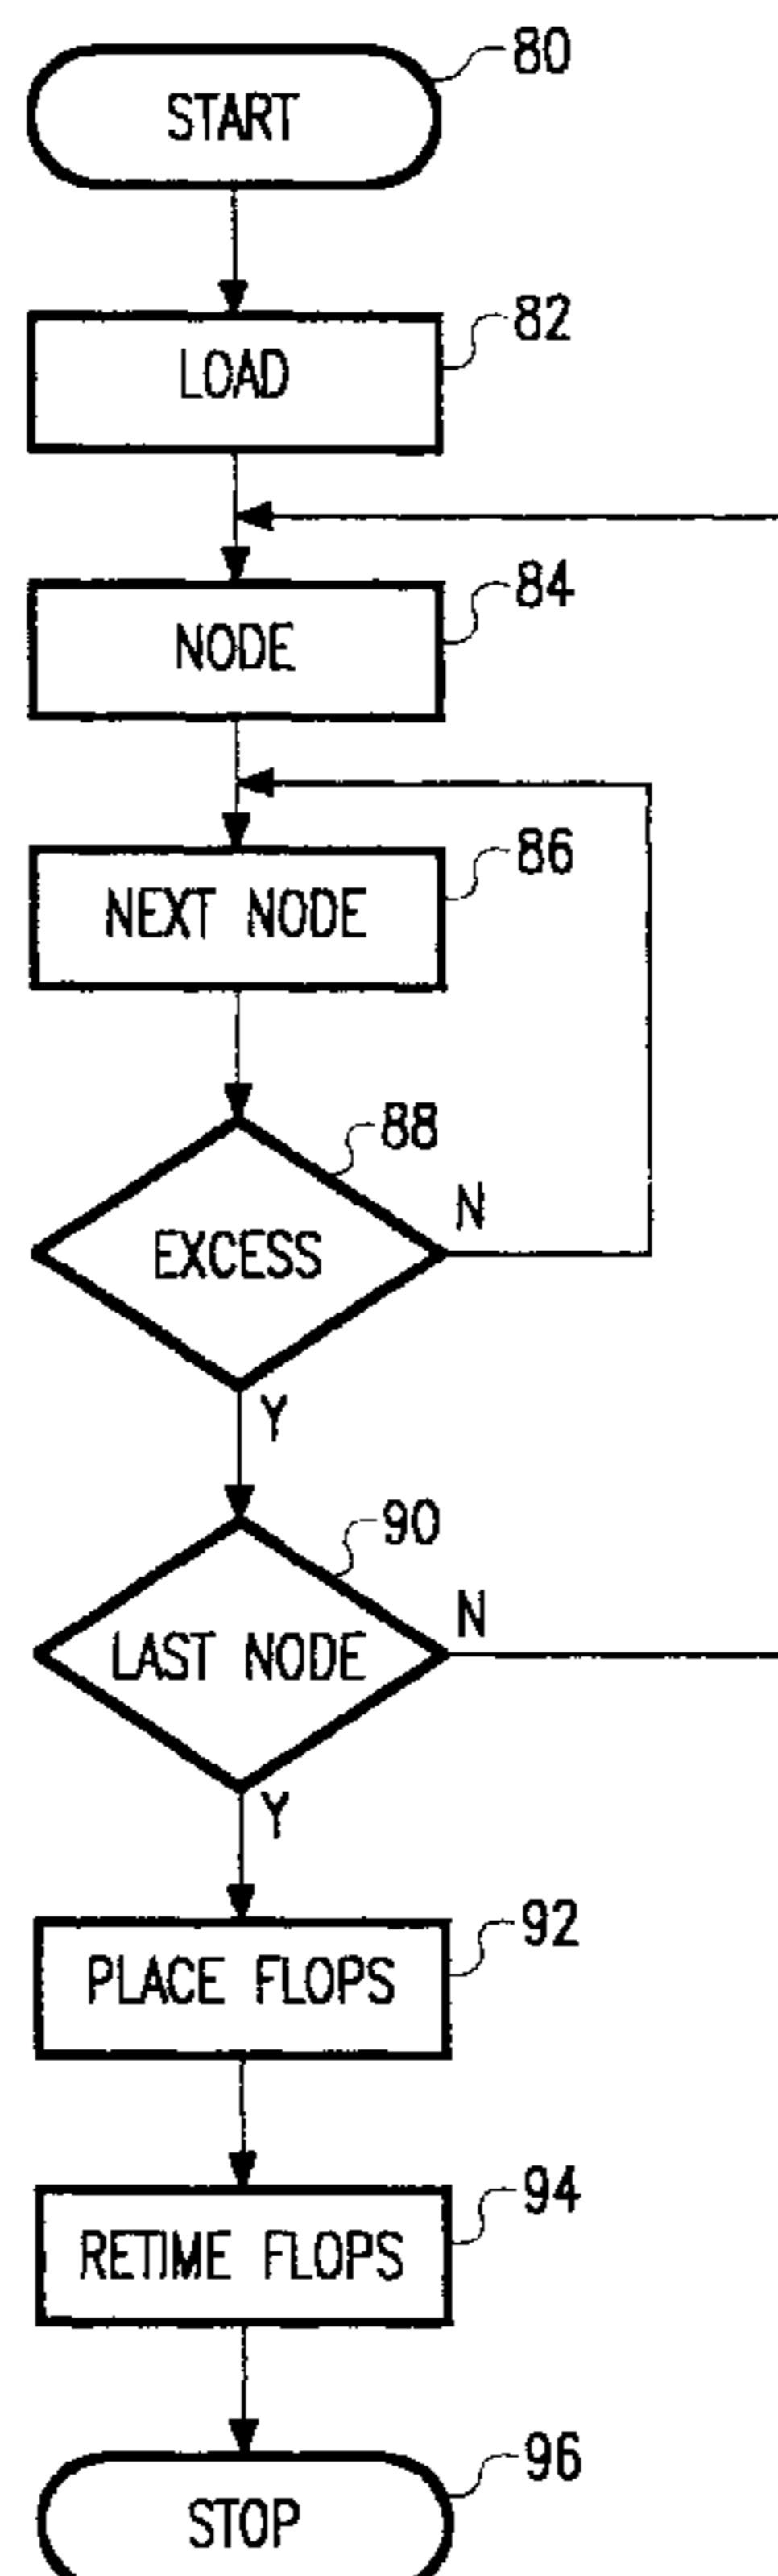 80
START
82
LOAD
84
NODE
86
NEXT NODE
88
N
EXCESS
Y
90
N
LAST NODE
Y
92
PLACE FLOPS
94
RETIME FLOPS
96
STOP